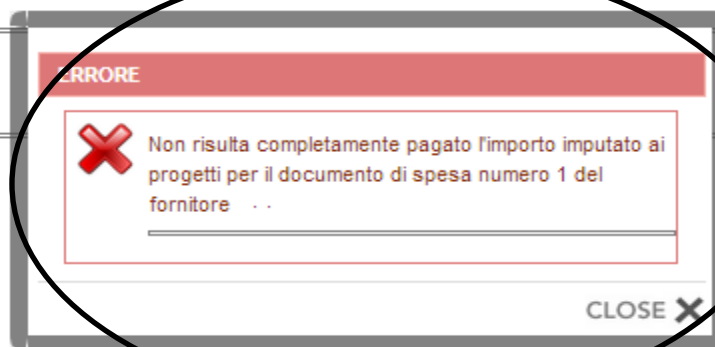 ERRORE
Non risulta completamente pagato l'importo imputato ai
progetti per il documento di spesa numero 1 del
fornitore . .
CLOSE